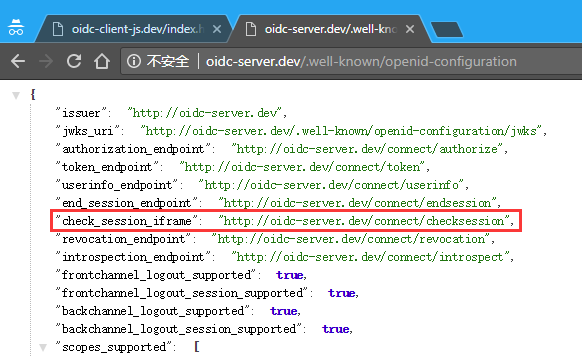 oidc-client-js.dev/index.h
oidc-server.dev/.well-kno
不安全 | oidc-server.dev/.well-known/openid-configuration
{
"issuer": "http://oidc-server.dev",
"jwks_uri": "http://oidc-server.dev/.well-known/openid-configuration/jwks",
"authorization_endpoint": "http://oidc-server.dev/connect/authorize",
"token_endpoint": "http://oidc-server.dev/connect/token",
"userinfo_endpoint": "http://oidc-server.dev/connect/userinfo",
"end_session_endpoint": "http://oidc-server.dev/connect/endsession",
"check_session_iframe": "http://oidc-server.dev/connect/checksession",
"revocation_endpoint": "http://oidc-server.dev/connect/revocation",
"introspection_endpoint": "http://oidc-server.dev/connect/introspect",
"frontchannel_logout_supported": true,
"frontchannel_logout_session_supported": true,
"backchannel_logout_supported": true,
"backchannel_logout_session_supported": true,
"scopes_supported": [